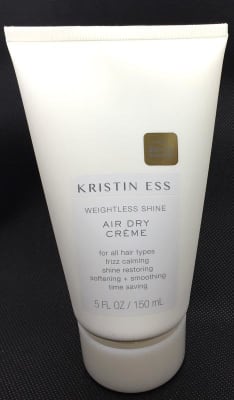 KRISTIN ESS
WEIGHTLESS SHINE
AIR DRY
CRÈME
for all hair types
frizz calming
shine restoring
softening + smoothing
time saving
5 FL OZ / 150 mL